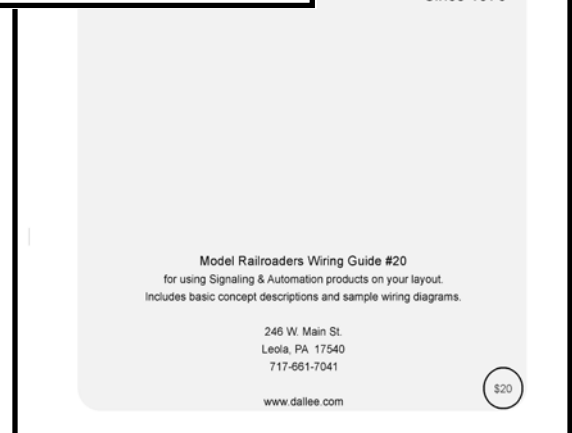 Model Railroaders Wiring Guide #20
for using Signaling & Automation products on your layout.
Includes basic concept descriptions and sample wiring diagrams.
246 W. Main St.
Leola, PA 17540
717-661-7041
$20
www.dallee.com